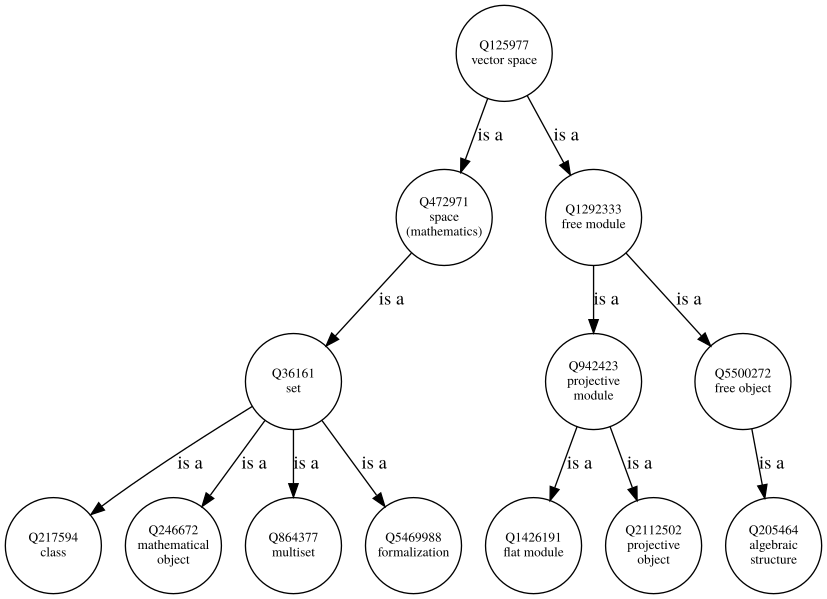 Q125977
vector space
is a
is a
Q472971
space
(mathematics)
Q1292333
free module
is a
is a
is a
Q36161
set
Q942423
projective
module
Q5500272
free object
is a
is a
is a
is a
is a
is a
is a
Q217594
class
Q246672
mathematical
object
Q864377
multiset
Q5469988
formalization
Q1426191
flat module
Q2112502
projective
object
Q205464
algebraic
structure